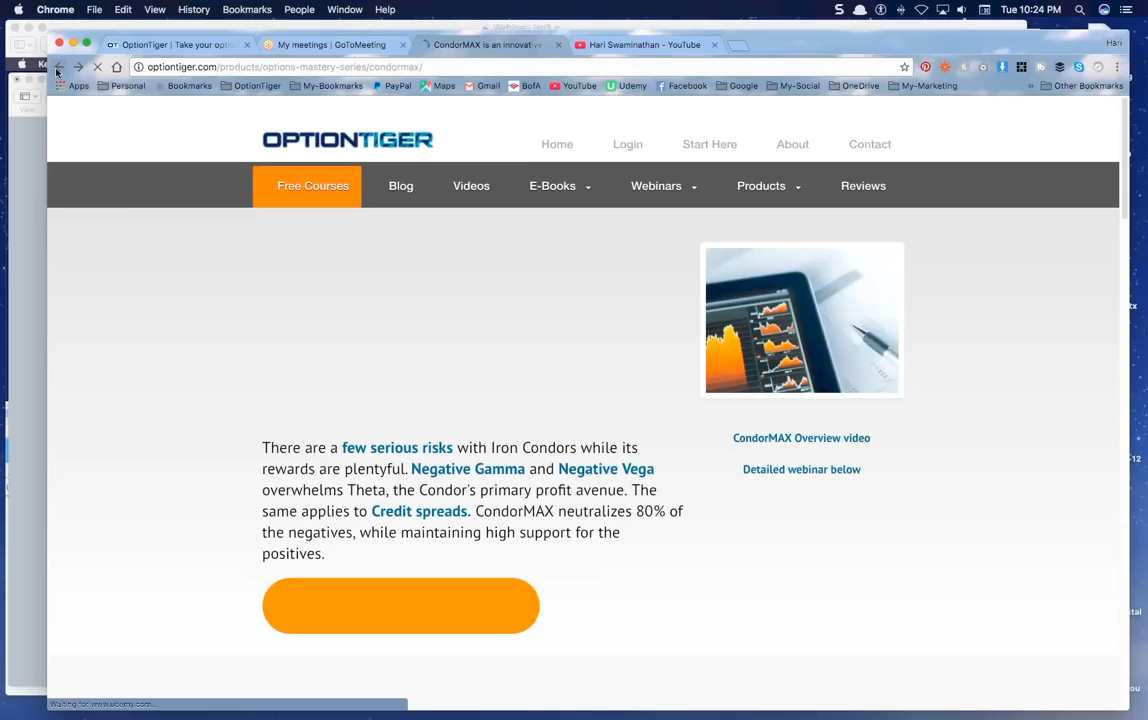 Chrome File Edit View History Bookmarks People Window Help Tue 10:24 PM
OptionTiger | Take your option My meetings | GoToMeeting CondorMAX is an innovative Hari Swaminathan - YouTube Hari
optiontiger.com/products/options-mastery-series/condormax/
Apps Personal Bookmarks OptionTiger My-Bookmarks PayPal Maps Gmail BofA YouTube Udemy Facebook Google My-Social OneDrive My-Marketing » Other Bookmarks
OPTIONTIGER
Home Login Start Here About Contact
Free Courses Blog Videos E-Books Webinars Products Reviews
There are a few serious risks with Iron Condors while its
rewards are plentyful. Negative Gamma and Negative Vega
overwhelms Theta, the Condor's primary profit avenue. The
same applies to Credit spreads. CondorMAX neutralizes 80% of
the negatives, while maintaining high support for the
positives.
CondorMAX Overview video
Detailed webinar below
Waiting for www.udemy.com...